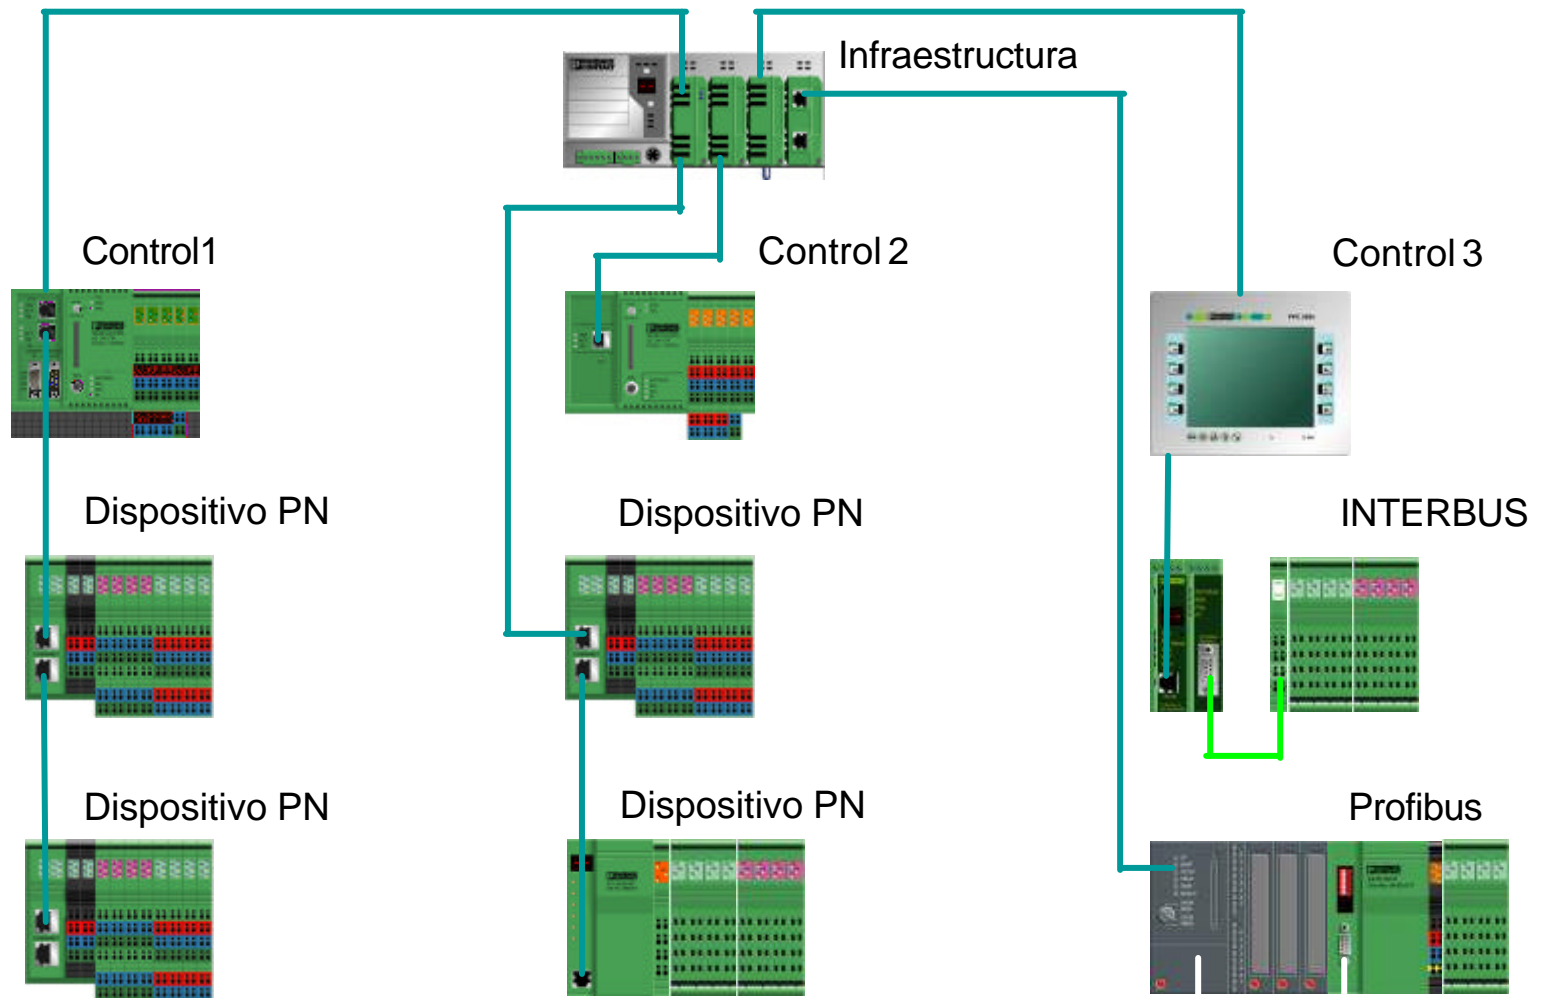 Infraestructura
Control1
Control 2
Control 3
Dispositivo PN
Dispositivo PN
INTERBUS
Dispositivo PN
Dispositivo PN
Profibus